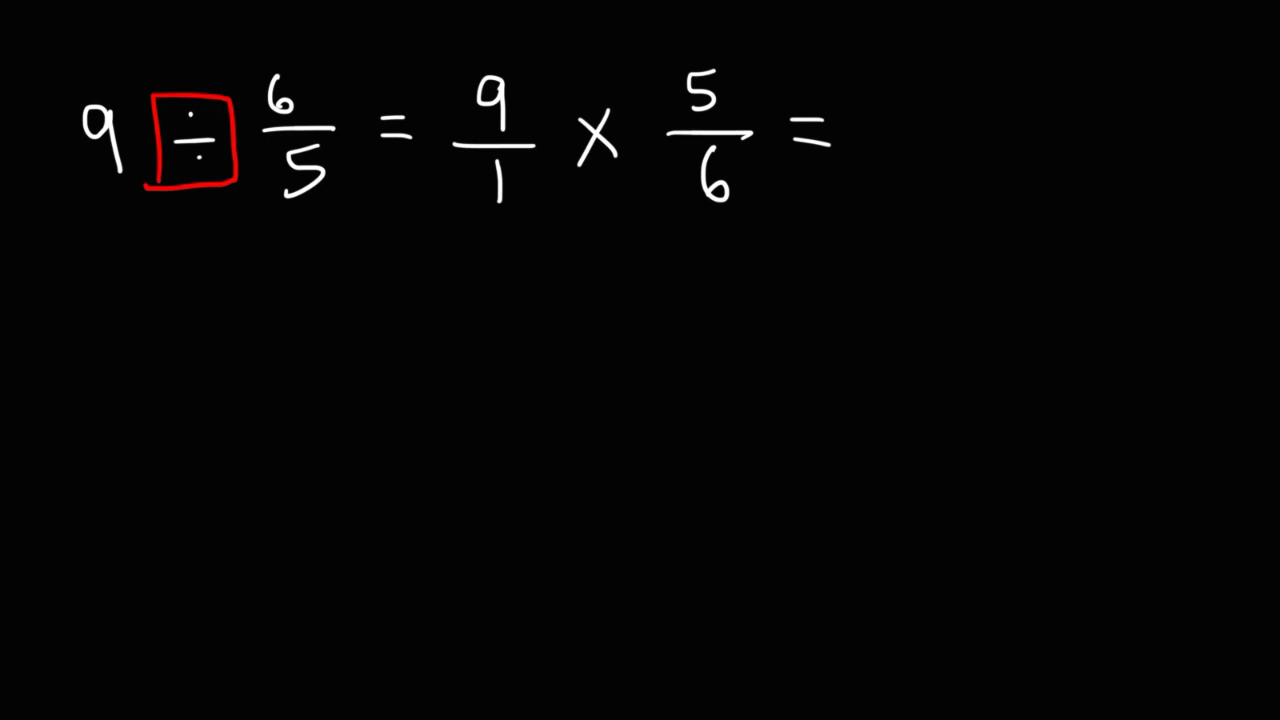 9 ÷ 6/5 = 9/1 × 5/6 =